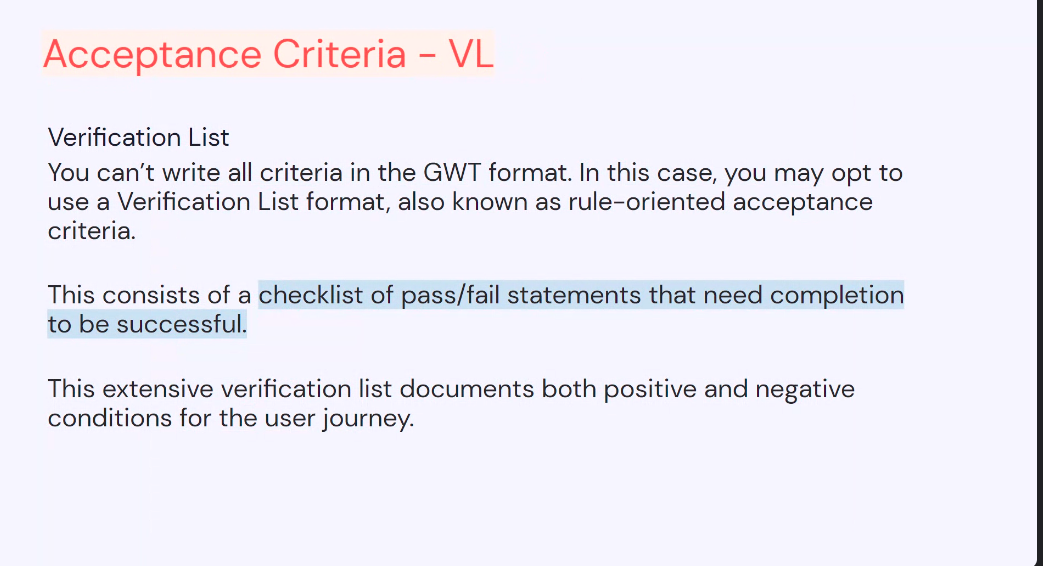 Acceptance Criteria - VL
Verification List
You can't write all criteria in the GWT format. In this case, you may opt to
use a Verification List format, also known as rule-oriented acceptance
criteria.
This consists of a checklist of pass/fail statements that need completion
to be successful.
This extensive verification list documents both positive and negative
conditions for the user journey.